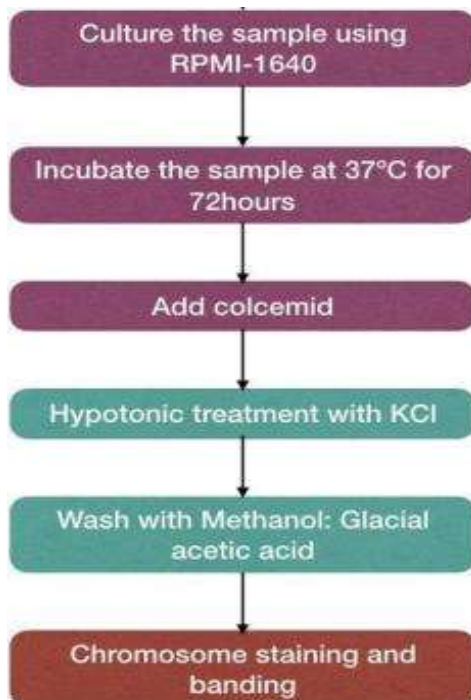 Culture the sample using
RPMI-1640
Incubate the sample at 37°C for
72hours
Add colcemid
Hypotonic treatment with KCl
Wash with Methanol: Glacial
acetic acid
Chromosome staining and
banding